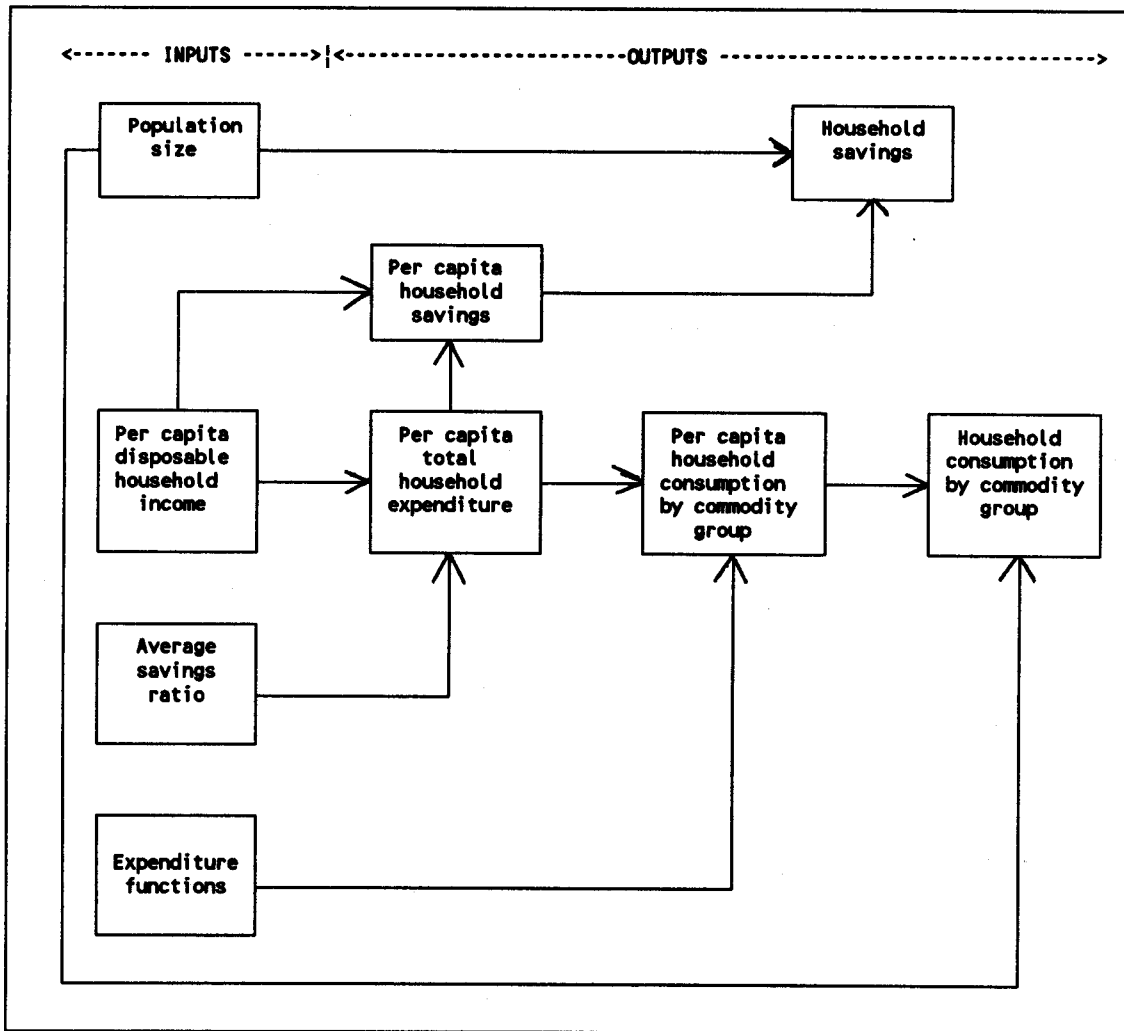 <------ INPUTS ------>¦<-----------------------OUTPUTS ------------------------------>
Population
size
Household
savings
Per capita
household
savings
Per capita
disposable
household
income
Per capita
total
household
expenditure
Per capita
household
consumption
by commodity
group
Household
consumption
by commodity
group
Average
savings
ratio
Expenditure
functions